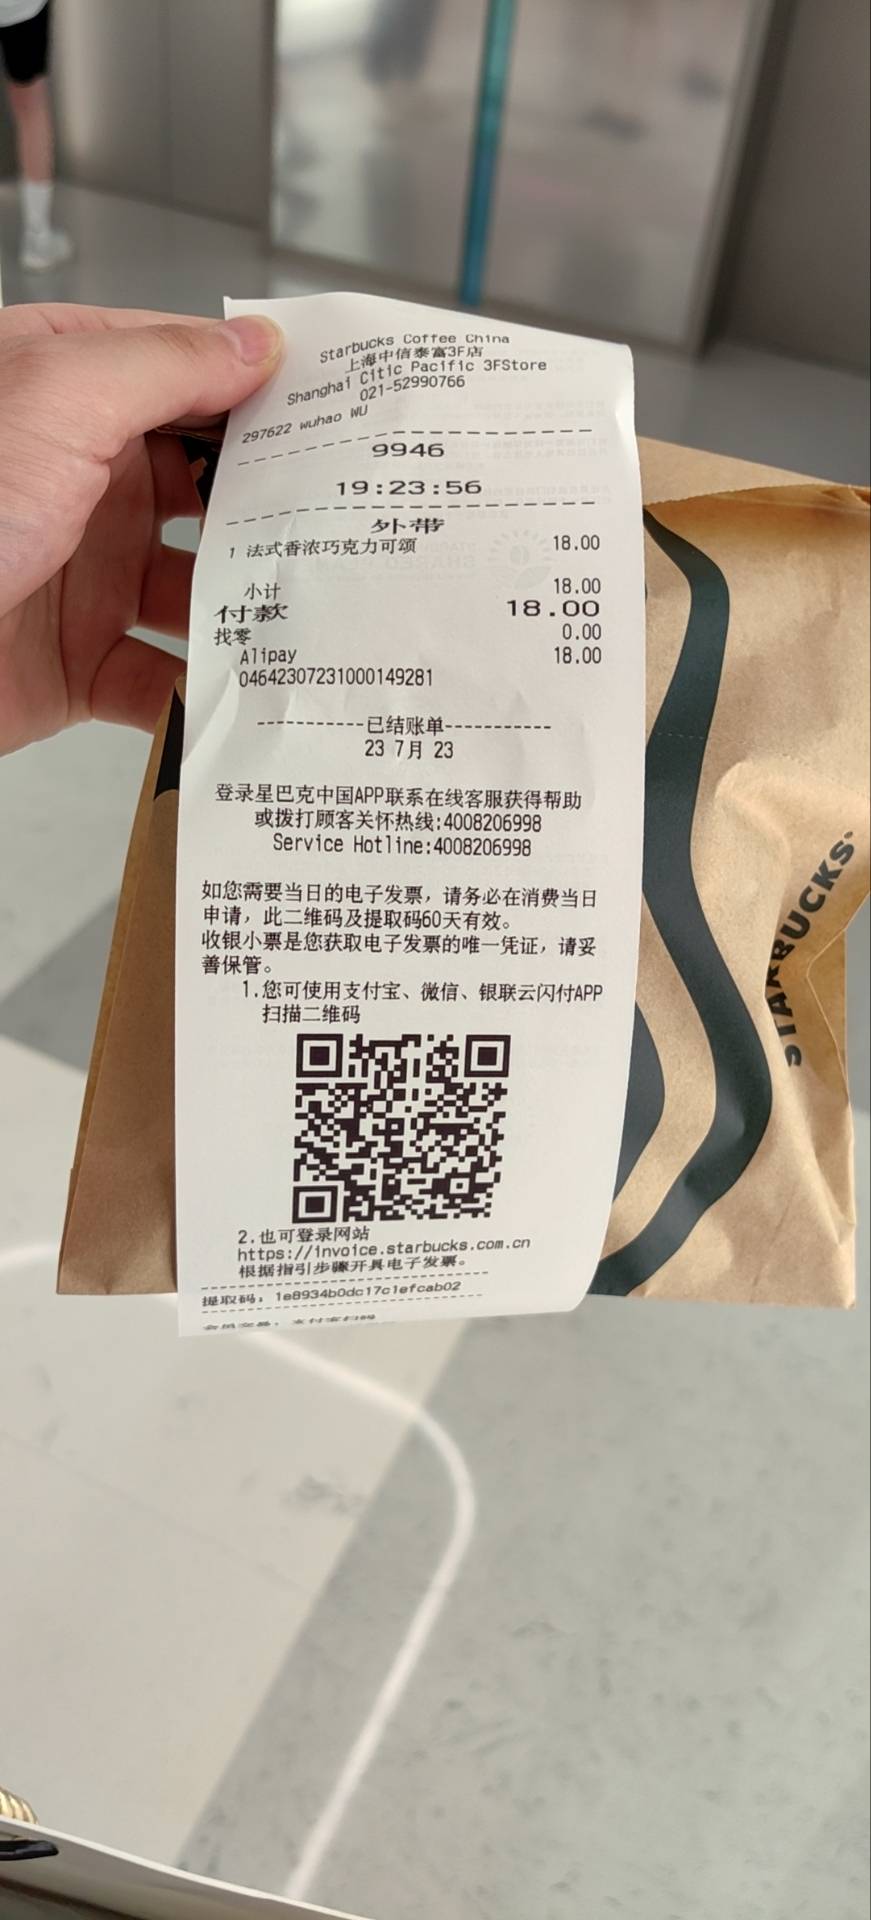 Starbucks Coffee China
上海中信泰富3F店
Shanghai Citic Pacific 3FStore
021-52990766
297622 wuhao WU
9946
19:23:56
外带
1 法式香浓巧克力可颂 18.00
小计 18.00
付款 18.00
找零 0.00
Alipay 18.00
04642307231000149281
-----------已结账单-----------
23 7月 23
登录星巴克中国APP联系在线客服获得帮助
或拨打顾客关怀热线:4008206998
Service Hotline:4008206998
如您需要当日的电子发票，请务必在消费当日
申请，此二维码及提取码60天有效。
收银小票是您获取电子发票的唯一凭证，请妥
善保管。
1.您可使用支付宝、微信、银联云闪付APP
扫描二维码
2.也可登录网站
https://invoice.starbucks.com.cn
根据指引步骤开具电子发票。
提取码: 1e8934b0dc17c1efcab02
STARBUCKS